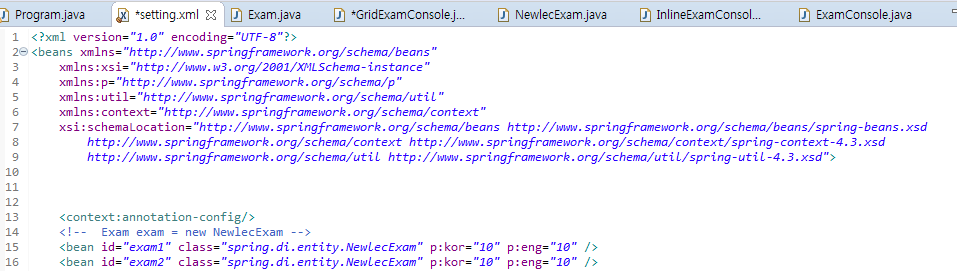 Program.java
*setting.xml
Exam.java
*GridExamConsole.j...
NewlecExam.java
InlineExamConsol...
ExamConsole.java
1 <?xml version="1.0" encoding="UTF-8"?>
2 <beans xmlns="http://www.springframework.org/schema/beans"
3 xmlns:xsi="http://www.w3.org/2001/XMLSchema-instance"
4 xmlns:p="http://www.springframework.org/schema/p"
5 xmlns:util="http://www.springframework.org/schema/util"
6 xmlns:context="http://www.springframework.org/schema/context"
7 xsi:schemaLocation="http://www.springframework.org/schema/beans http://www.springframework.org/schema/beans/spring-beans.xsd
8 http://www.springframework.org/schema/context http://www.springframework.org/schema/context/spring-context-4.3.xsd
9 http://www.springframework.org/schema/util http://www.springframework.org/schema/util/spring-util-4.3.xsd">
10
11
12
13 <context:annotation-config/>
14 <!-- Exam exam = new NewlecExam -->
15 <bean id="exam1" class="spring.di.entity.NewlecExam" p:kor="10" p:eng="10" />
16 <bean id="exam2" class="spring.di.entity.NewlecExam" p:kor="10" p:eng="10" />